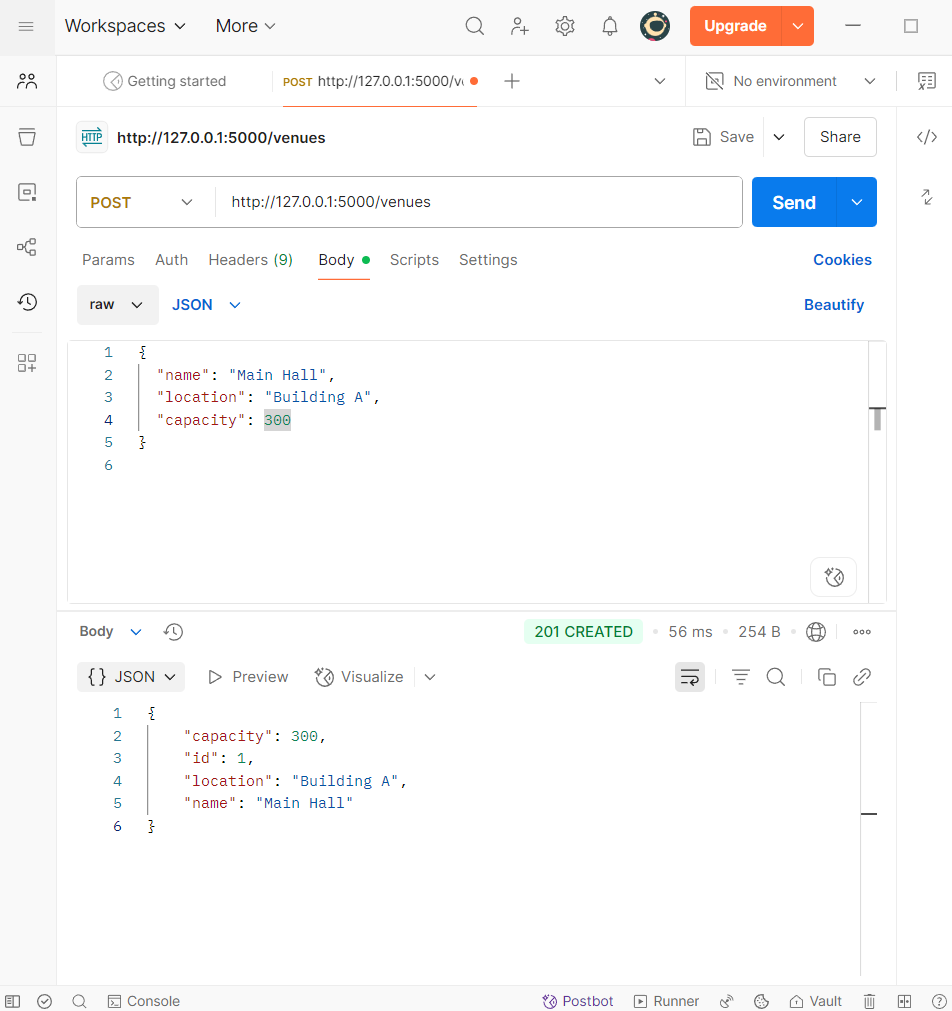 Workspaces More Upgrade
Getting started POST http://127.0.0.1:5000/v No environment
HTTP http://127.0.0.1:5000/venues Save Share
POST http://127.0.0.1:5000/venues Send
Params Auth Headers (9) Body Scripts Settings Cookies
raw JSON Beautify
1 {
2 "name": "Main Hall",
3 "location": "Building A",
4 "capacity": 300
5 }
6
Body 201 CREATED 56 ms 254 B
{} JSON Preview Visualize
1 {
2 "capacity": 300,
3 "id": 1,
4 "location": "Building A",
5 "name": "Main Hall"
6 }
Console Postbot Runner Vault